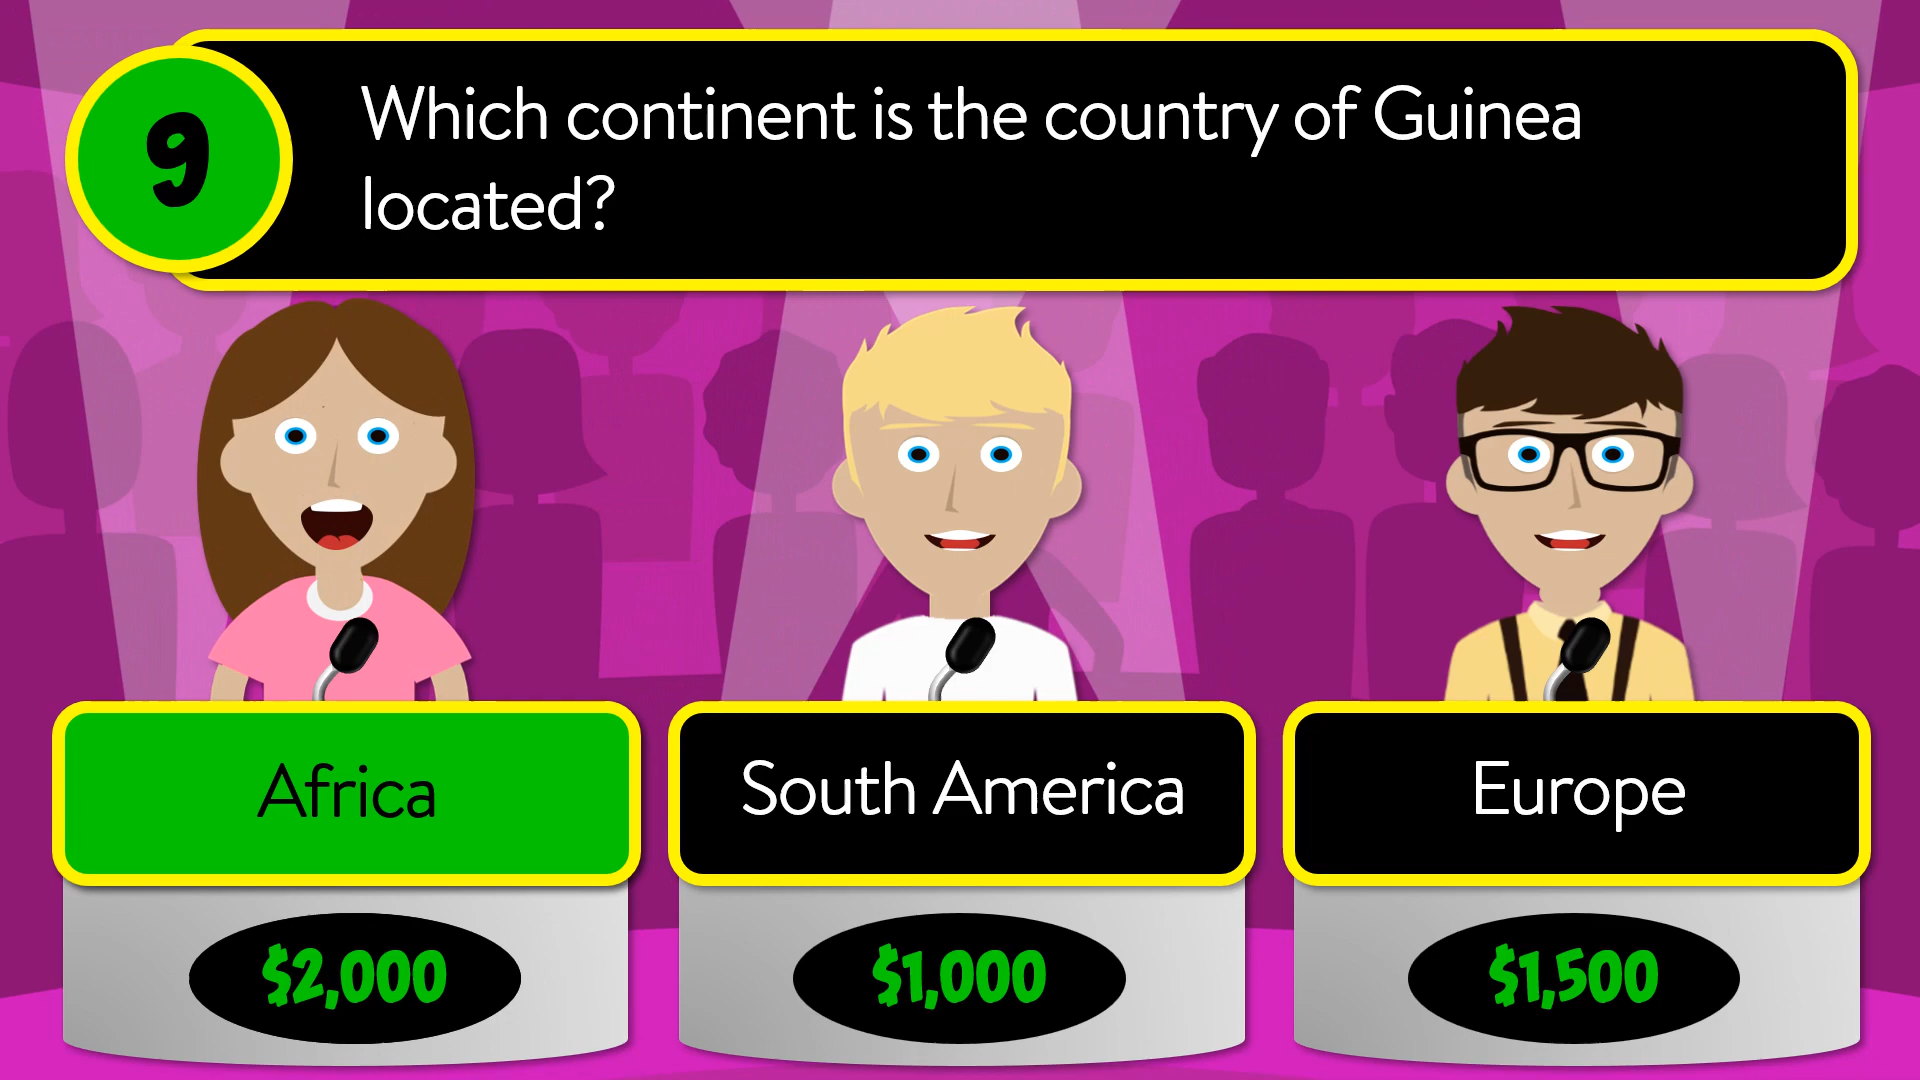 9
Which continent is the country of Guinea
located?
Africa
South America
Europe
$2,000
$1,000
$1,500